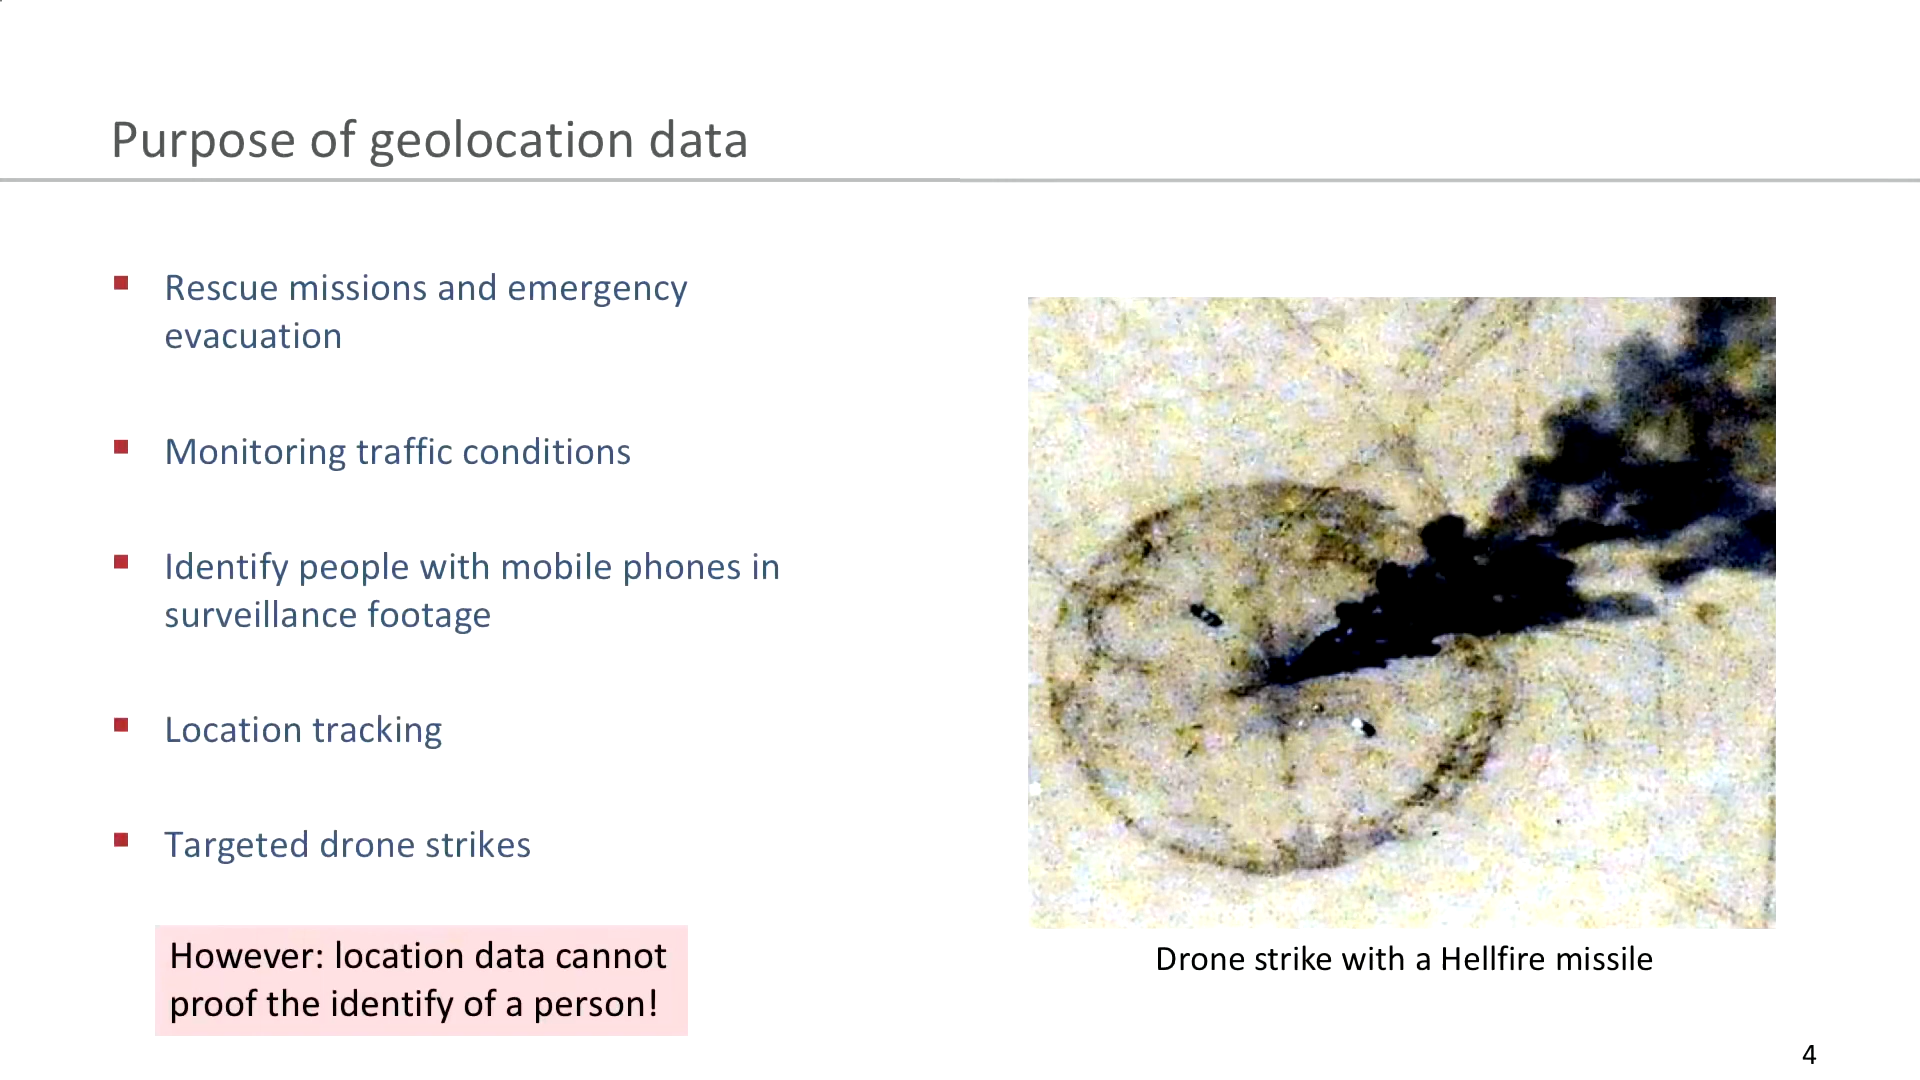 Purpose of geolocation data
Rescue missions and emergency
evacuation
Monitoring traffic conditions
Identify people with mobile phones in
surveillance footage
Location tracking
Targeted drone strikes
However: location data cannot
proof the identify of a person!
Drone strike with a Hellfire missile
4